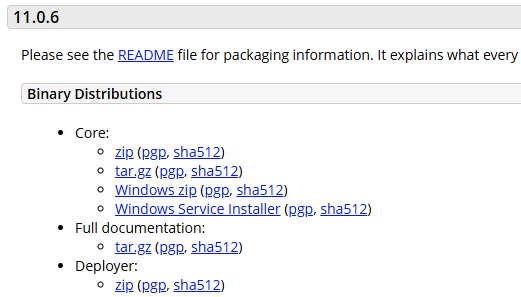 11.0.6
Please see the README file for packaging information. It explains what every
Binary Distributions
Core:
zip (pgp, sha512)
tar.gz (pgp, sha512)
Windows zip (pgp, sha512)
Windows Service Installer (pgp, sha512)
Full documentation:
tar.gz (pgp, sha512)
Deployer:
zip (pgp, sha512)